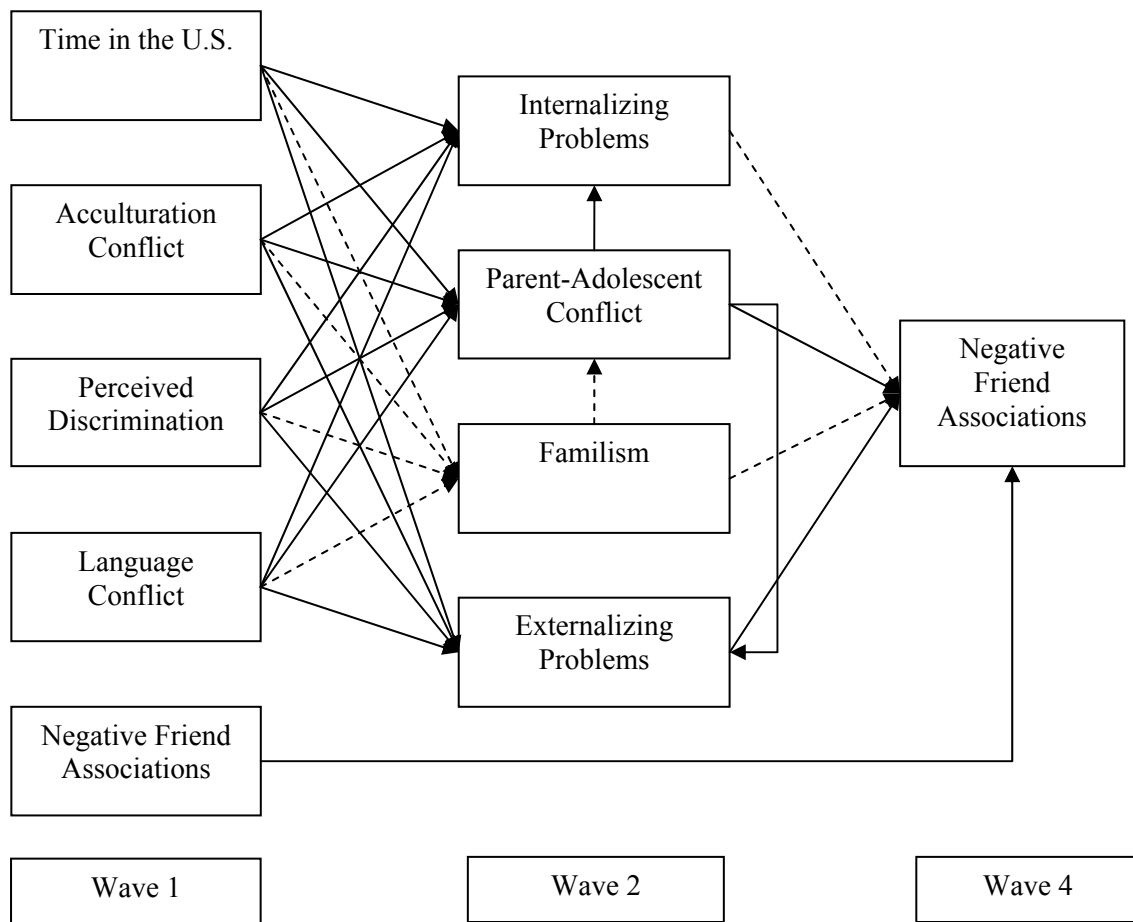 Time in the U.S.
Acculturation
Conflict
Perceived
Discrimination
Language
Conflict
Negative Friend
Associations
Internalizing
Problems
Parent-Adolescent
Conflict
Familism
Externalizing
Problems
Negative
Friend
Associations
Wave 1
Wave 2
Wave 4